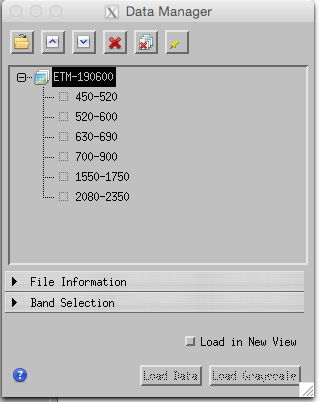 Data Manager
ETM-190600
450-520
520-600
630-690
700-900
1550-1750
2080-2350
File Information
Band Selection
Load in New View
Load Data
Load Grayscale